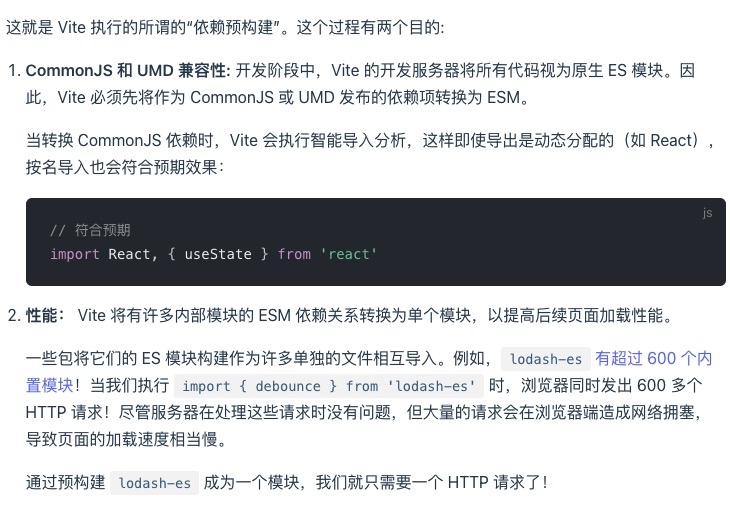 这就是 Vite 执行的所谓的“依赖预构建”。这个过程有两个目的:
1. CommonJS 和 UMD 兼容性: 开发阶段中，Vite 的开发服务器将所有代码视为原生 ES 模块。因
此，Vite 必须先将作为 CommonJS 或 UMD 发布的依赖项转换为 ESM。
当转换 CommonJS 依赖时，Vite 会执行智能导入分析，这样即使导出是动态分配的（如 React），
按名导入也会符合预期效果：
js
// 符合预期
import React, { useState } from 'react'
2. 性能： Vite 将有许多内部模块的 ESM 依赖关系转换为单个模块，以提高后续页面加载性能。
一些包将它们的 ES 模块构建作为许多单独的文件相互导入。例如，lodash-es 有超过 600 个内
置模块！当我们执行 import { debounce } from 'lodash-es' 时，浏览器同时发出 600 多个
HTTP 请求！尽管服务器在处理这些请求时没有问题，但大量的请求会在浏览器端造成网络拥塞，
导致页面的加载速度相当慢。
通过预构建 lodash-es 成为一个模块，我们就只需要一个 HTTP 请求了！